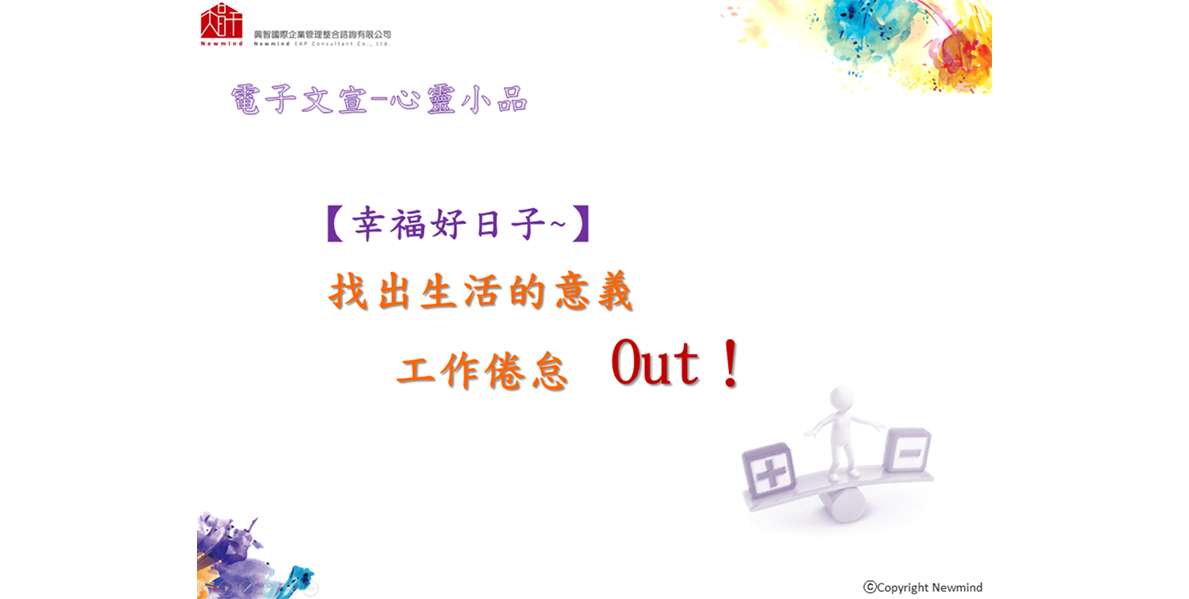 興智國際企業管理整合諮詢有限公司
Newmind
Newmind EAP Consultant Co., Ltd.
電子文宣-心靈小品
【幸福好日子~】
找出生活的意義
工作倦怠 Out！
ⓒCopyright Newmind